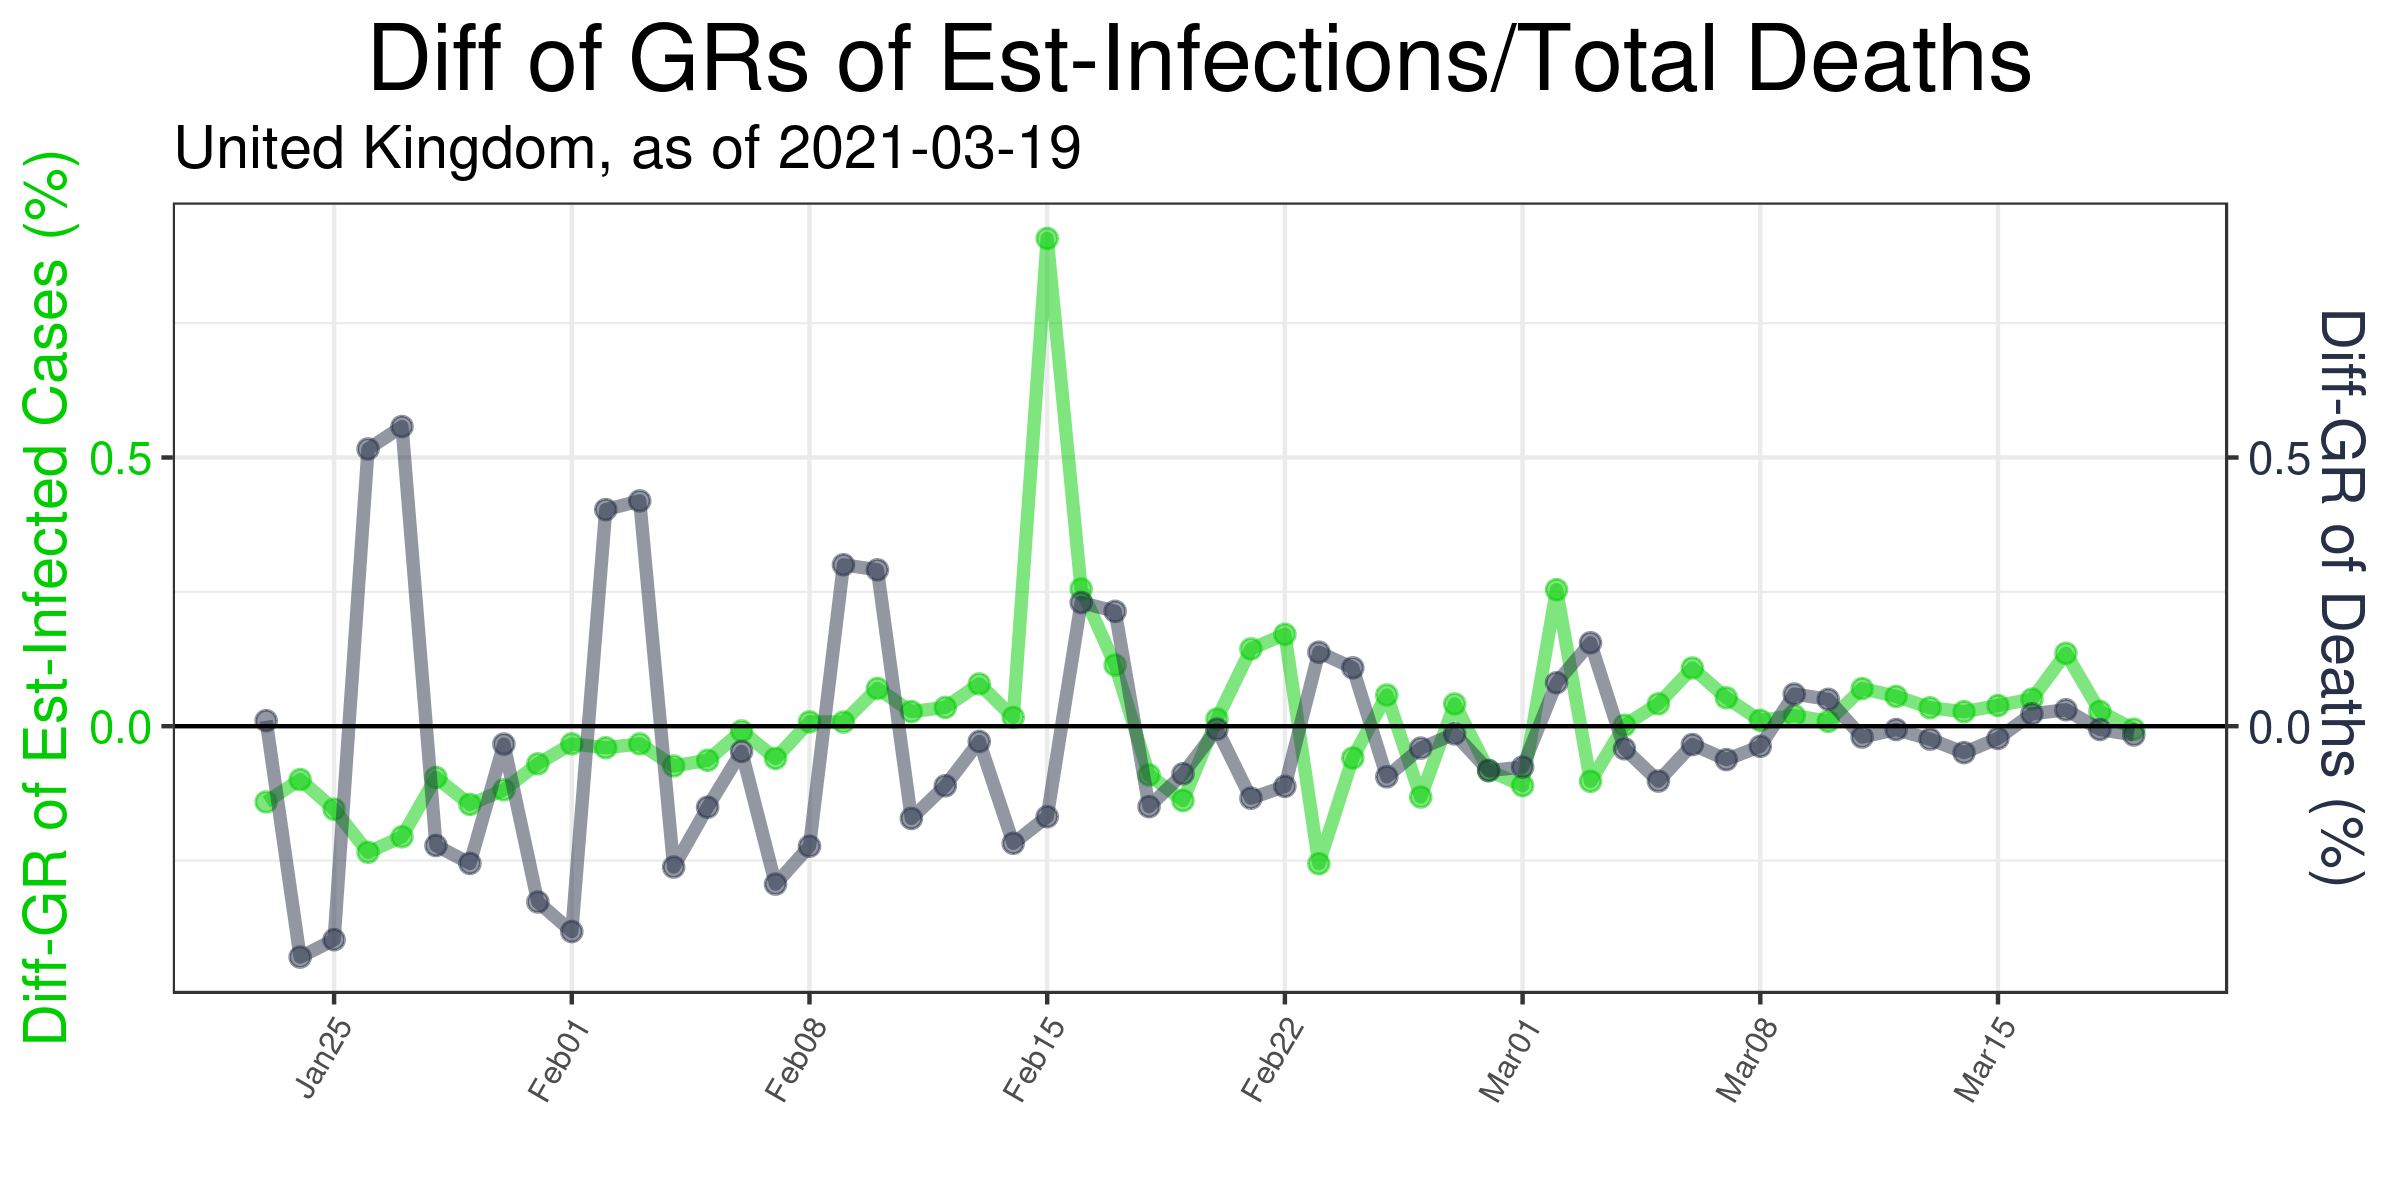 Diff of GRs of Est-Infections/Total Deaths
United Kingdom, as of 2021-03-19
Diff-GR of Est-Infected Cases (%)
0.5
0.0
0.5
0.0
Diff-GR of Deaths (%)
Jan25
Feb01
Feb08
Feb15
Feb22
Mar01
Mar08
Mar15